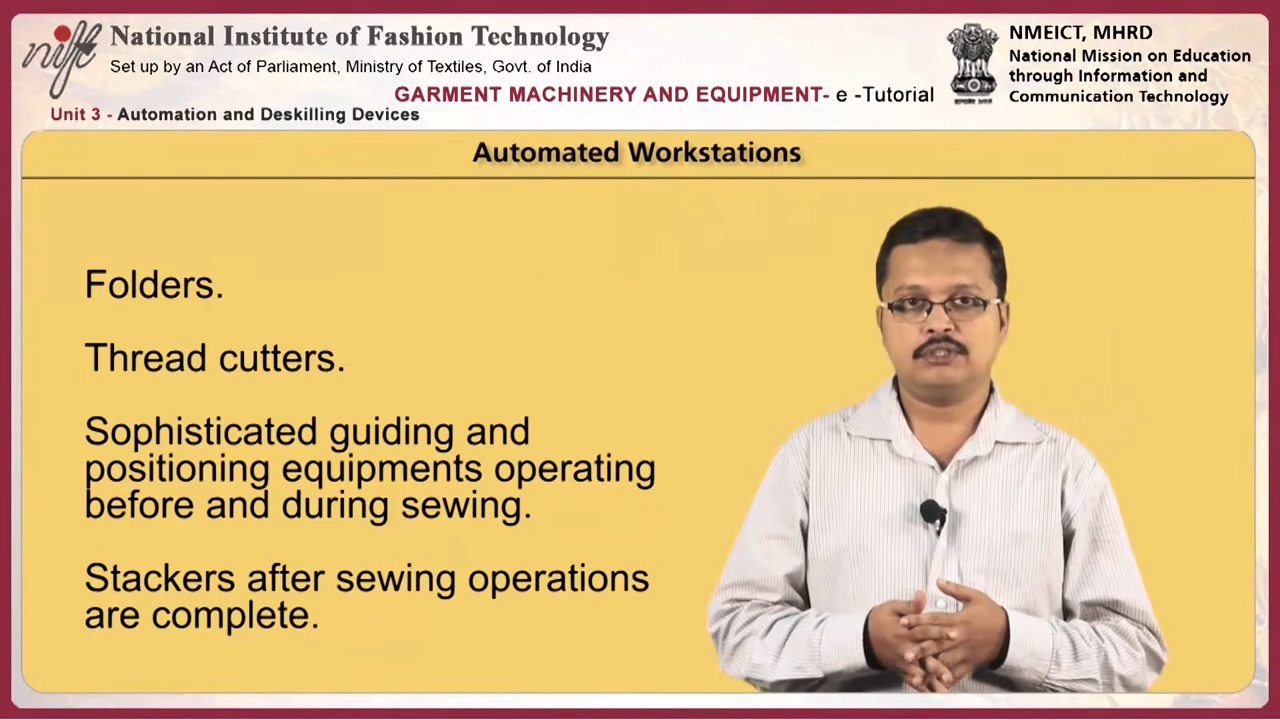 nift
National Institute of Fashion Technology
Set up by an Act of Parliament, Ministry of Textiles, Govt. of India
NMEICT, MHRD
National Mission on Education
through Information and
Communication Technology
GARMENT MACHINERY AND EQUIPMENT- e -Tutorial
Unit 3 - Automation and Deskilling Devices
Automated Workstations
Folders.
Thread cutters.
Sophisticated guiding and
positioning equipments operating
before and during sewing.
Stackers after sewing operations
are complete.